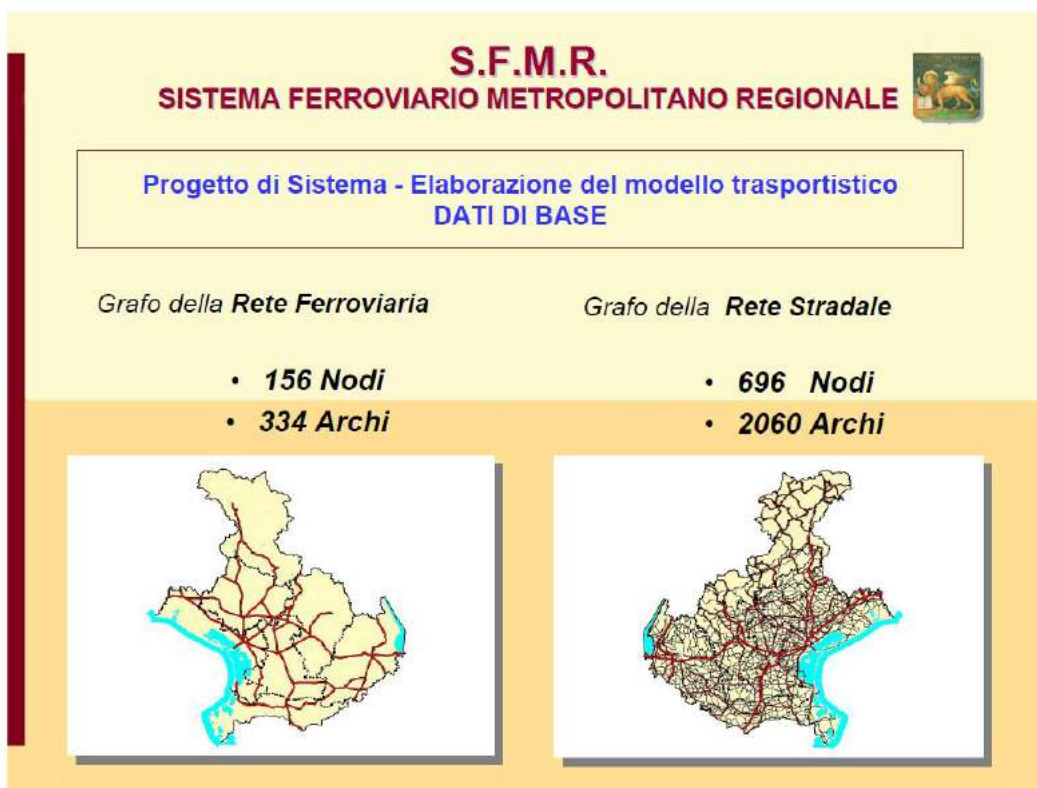 S.F.M.R.
SISTEMA FERROVIARIO METROPOLITANO REGIONALE
Progetto di Sistema - Elaborazione del modello trasportistico
DATI DI BASE
Grafo della Rete Ferroviaria
• 156 Nodi
• 334 Archi
Grafo della Rete Stradale
• 696 Nodi
• 2060 Archi